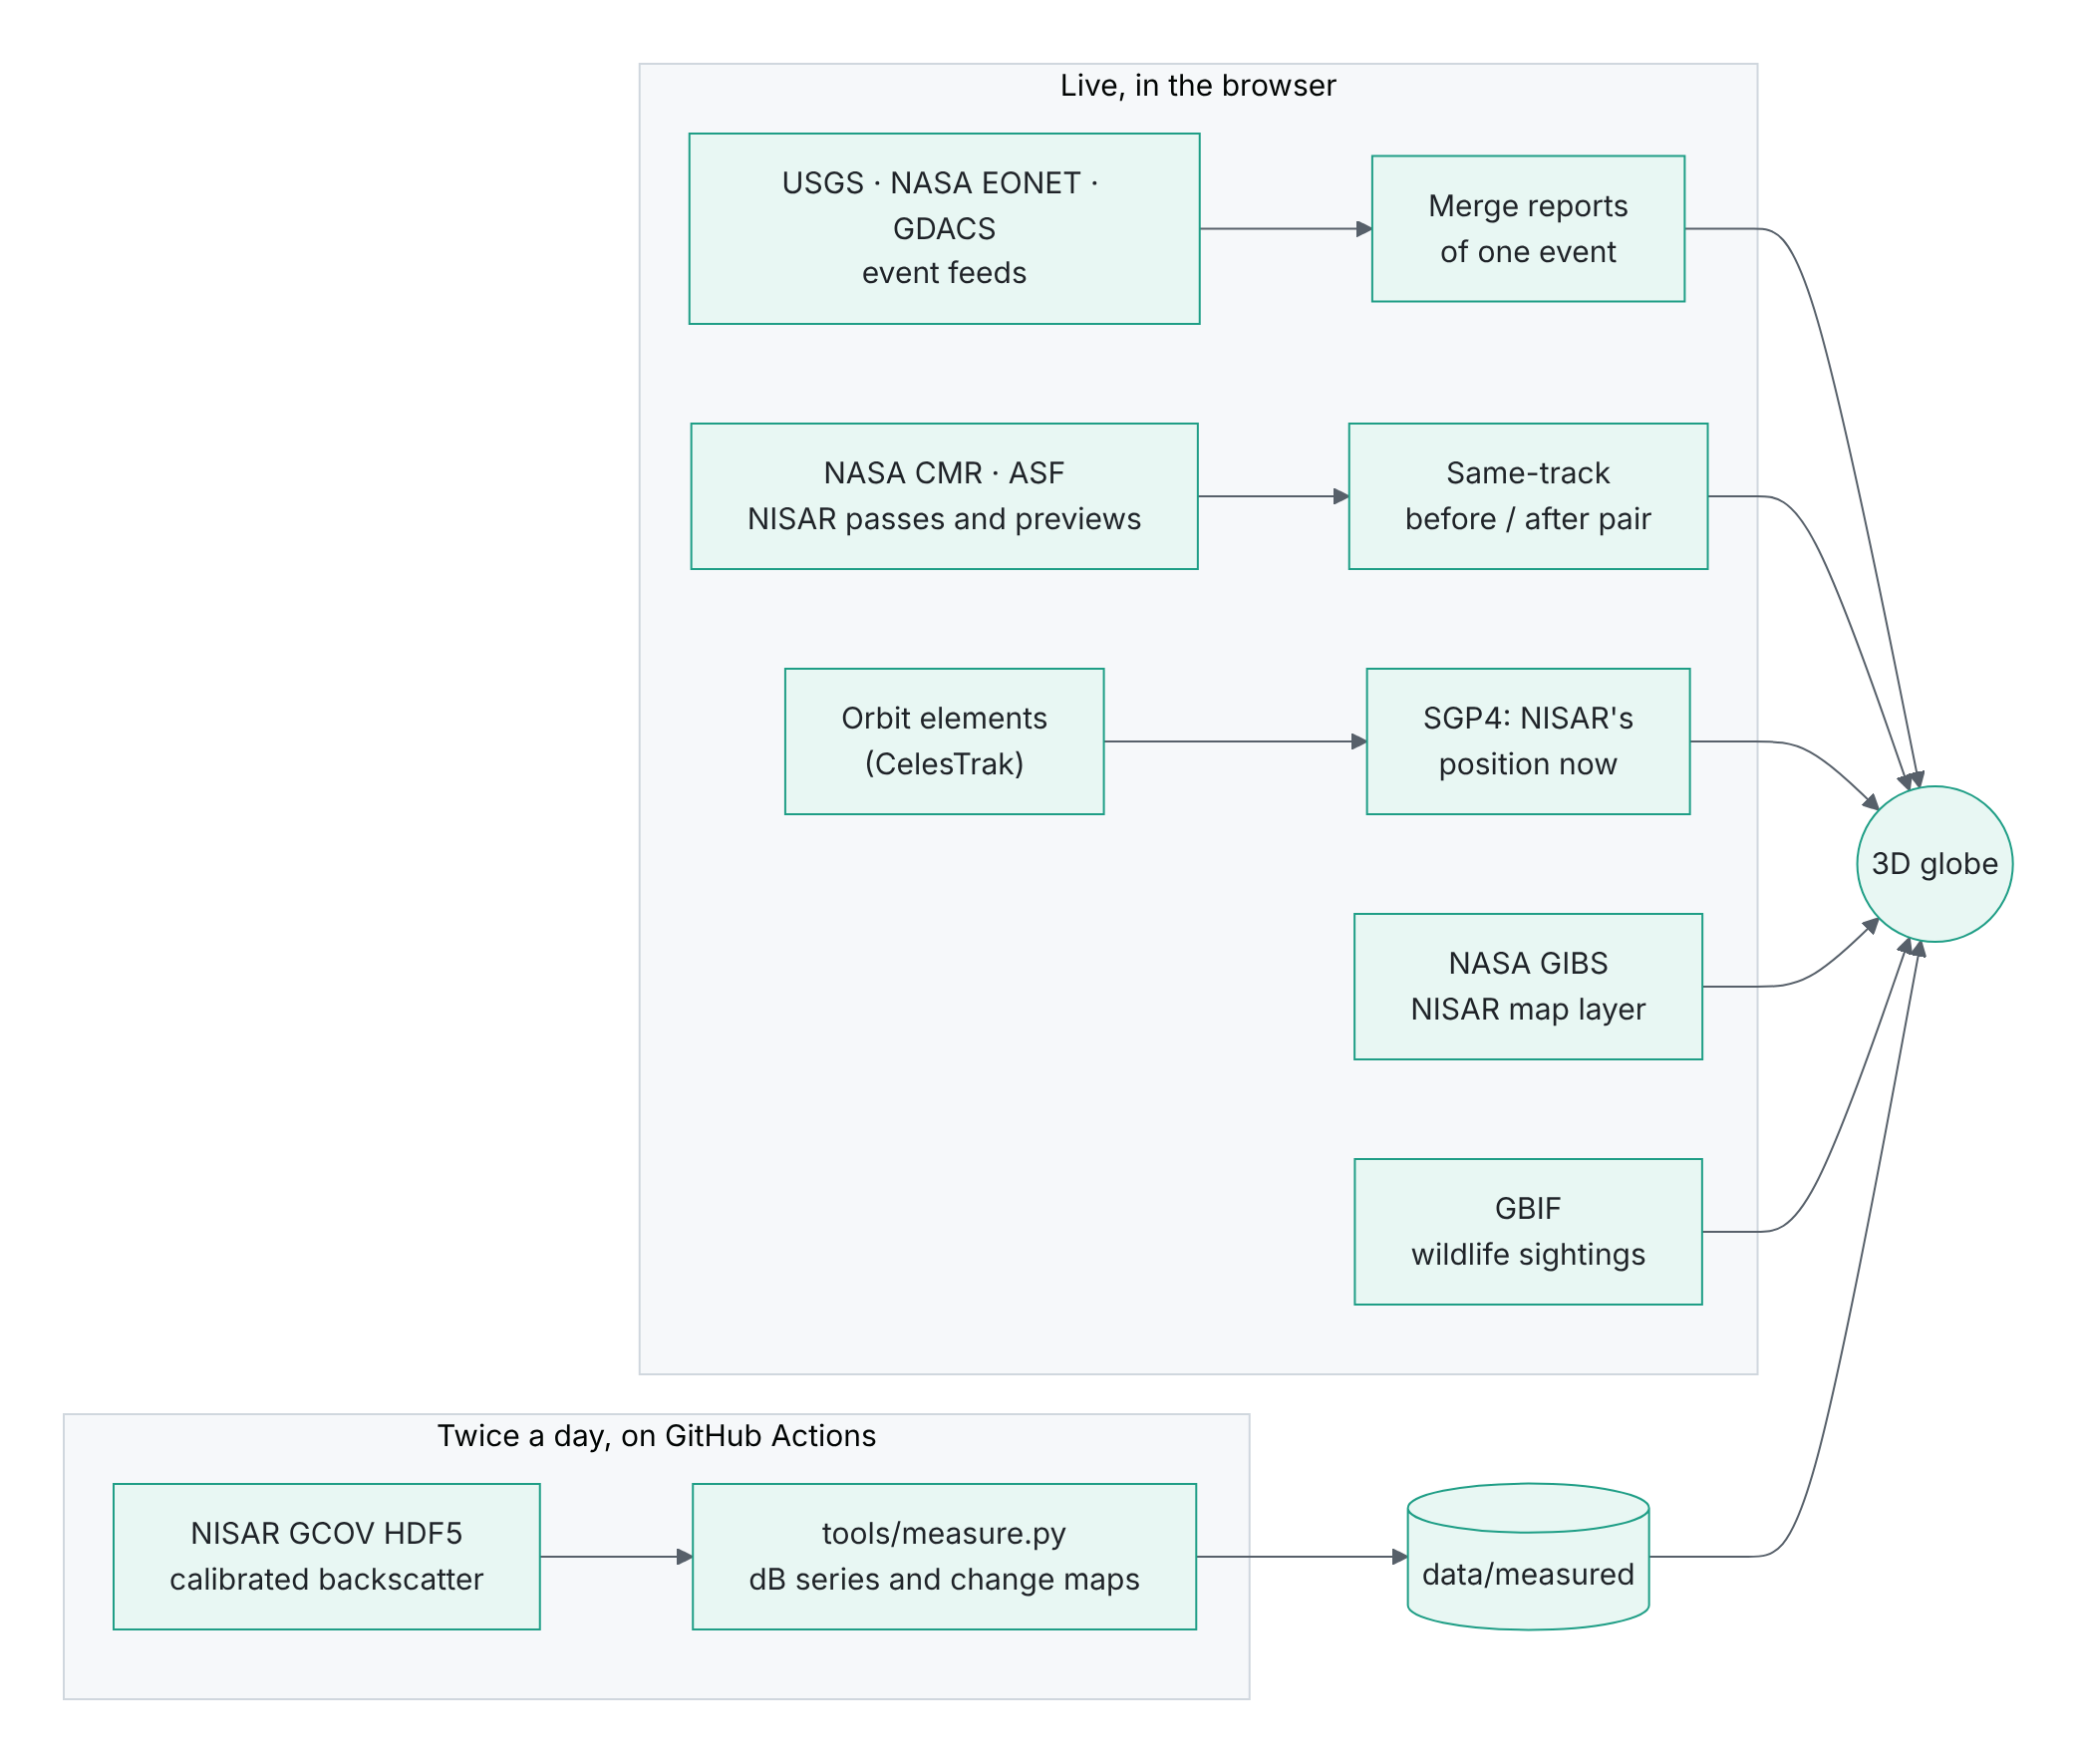 Live, in the browser
USGS · NASA EONET ·
GDACS
event feeds
Merge reports
of one event
NASA CMR · ASF
NISAR passes and previews
Same-track
before / after pair
Orbit elements
(CelesTrak)
SGP4: NISAR's
position now
3D globe
NASA GIBS
NISAR map layer
GBIF
wildlife sightings
Twice a day, on GitHub Actions
NISAR GCOV HDF5
calibrated backscatter
tools/measure.py
dB series and change maps
data/measured